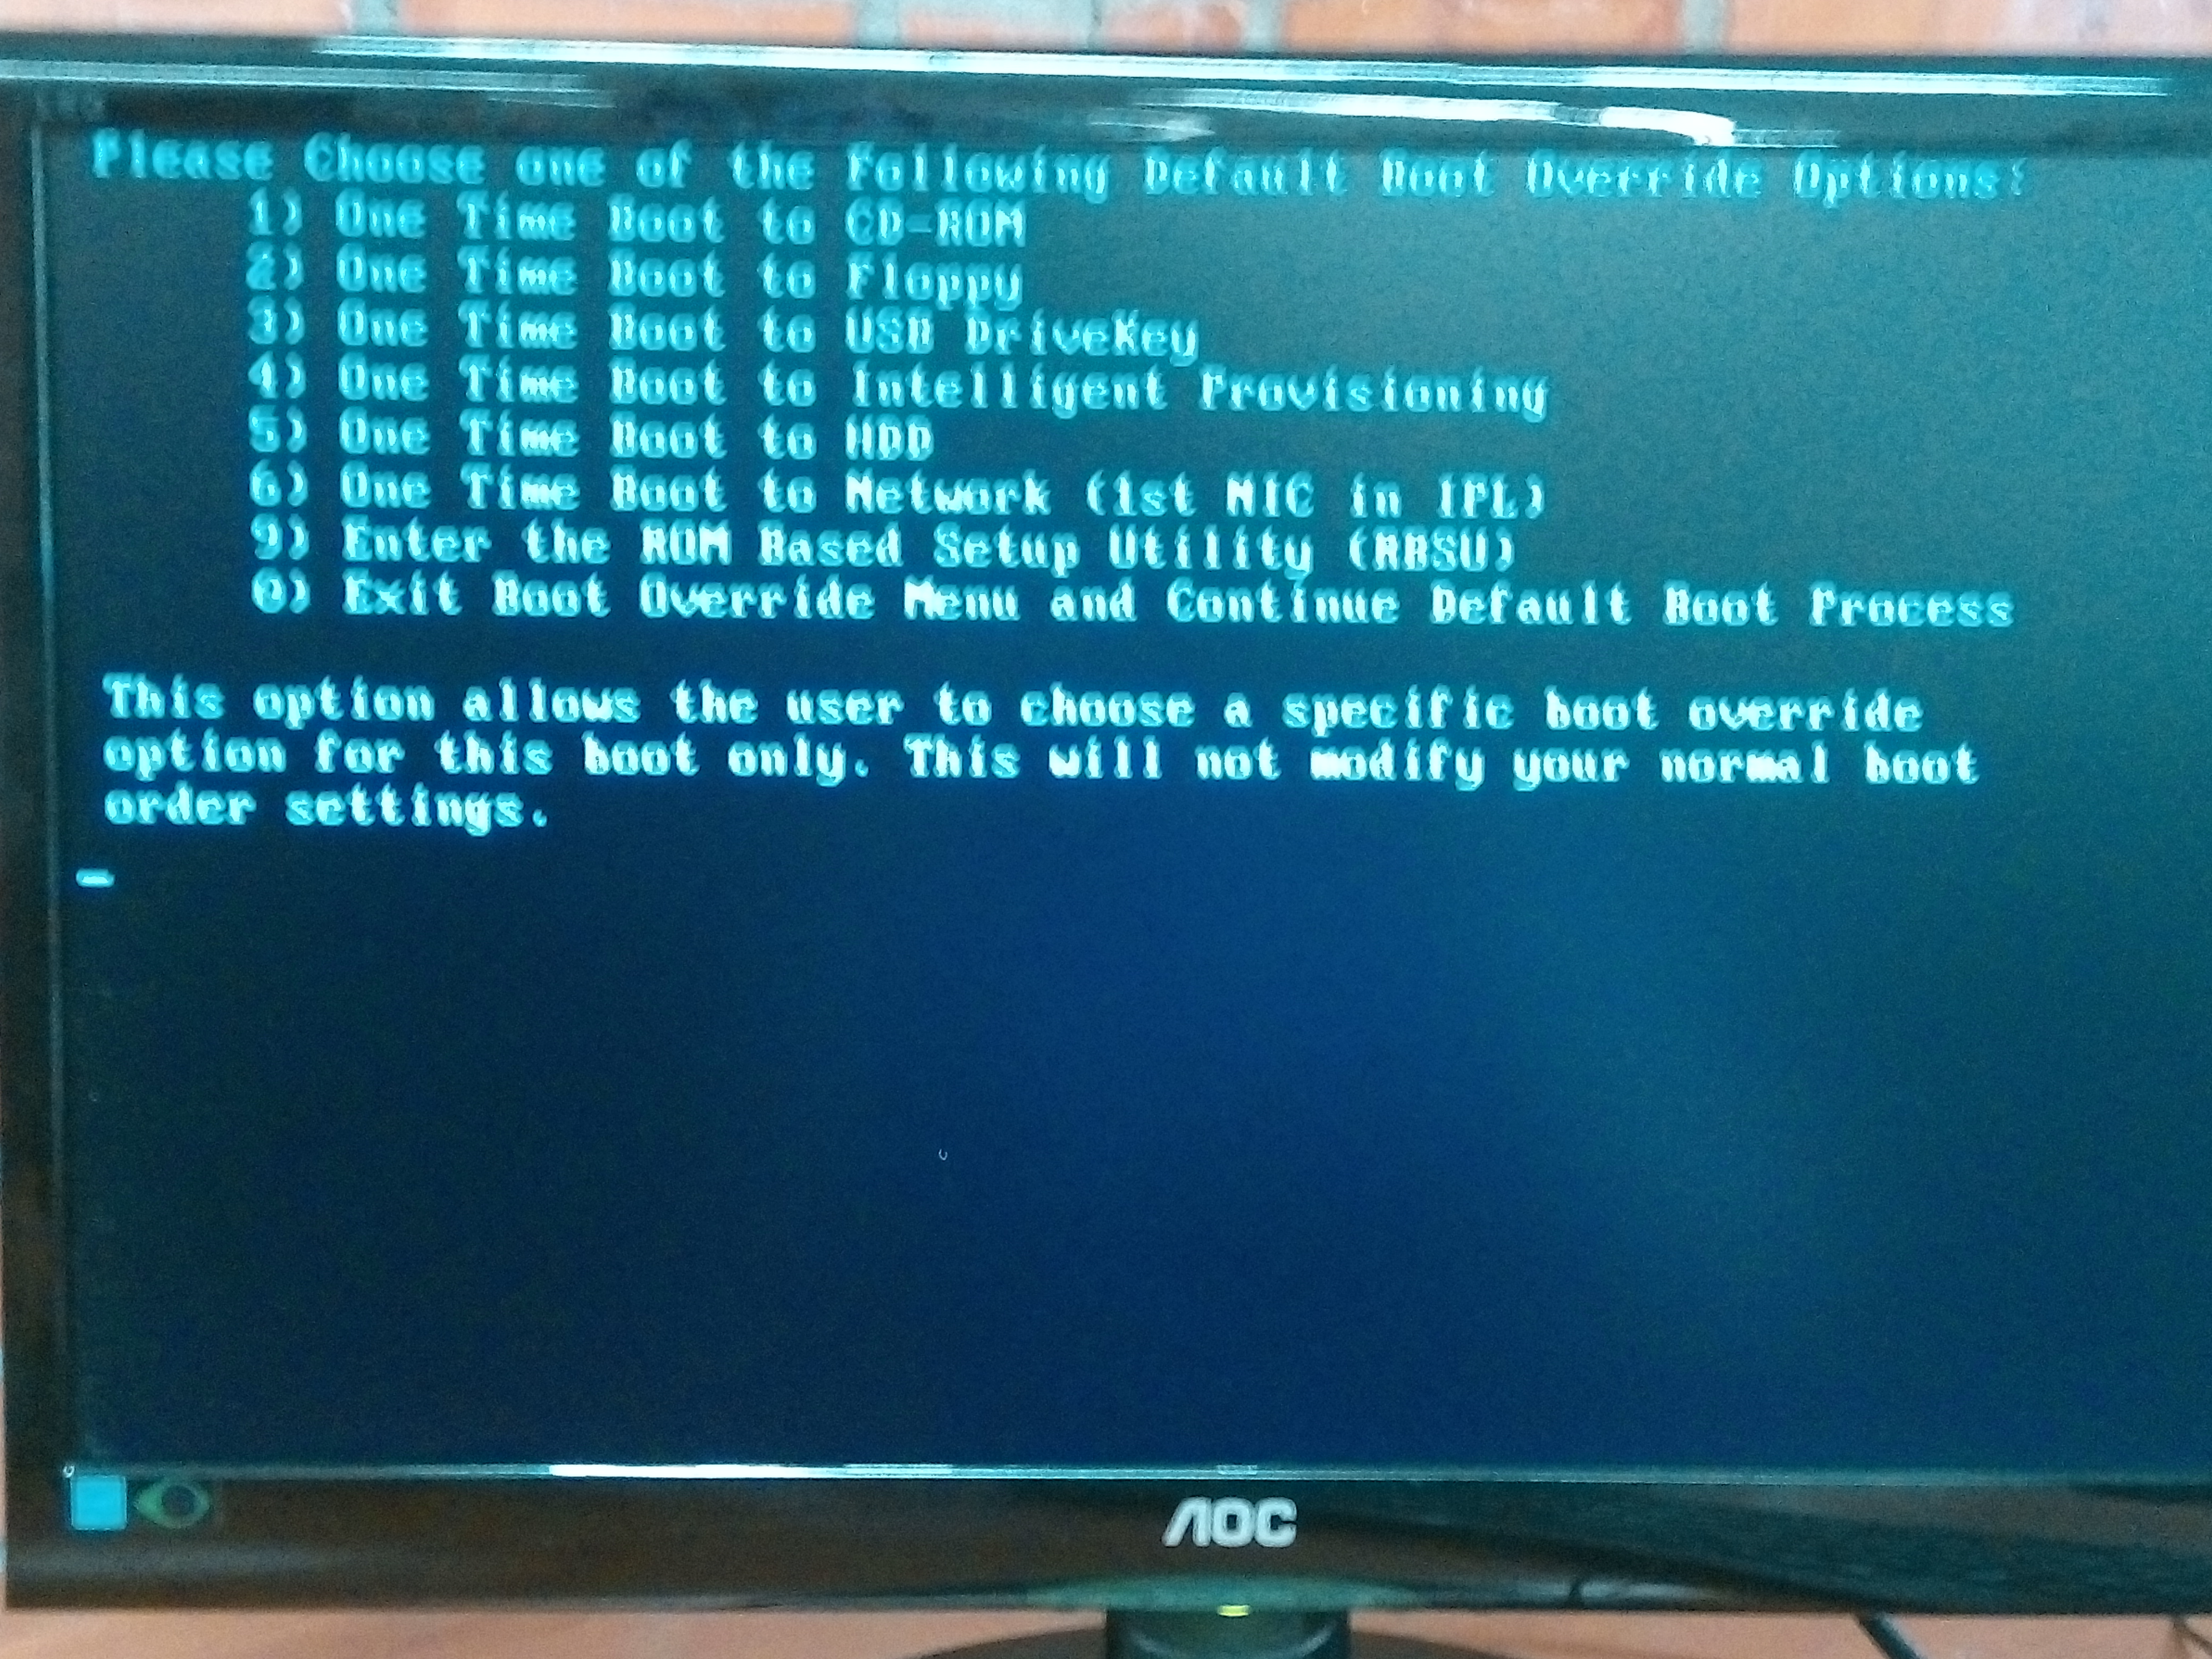 Please Choose one of the Following Default Boot Override Options:
1) One Time Boot to CD-ROM
2) One Time Boot to Floppy
3) One Time Boot to USB DriveKey
4) One Time Boot to Intelligent Provisioning
5) One Time Boot to HDD
6) One Time Boot to Network (1st NIC in IPL)
9) Enter the ROM Based Setup Utility (RBSU)
0) Exit Boot Override Menu and Continue Default Boot Process
This option allows the user to choose a specific boot override
option for this boot only. This will not modify your normal boot
order settings.
AOC